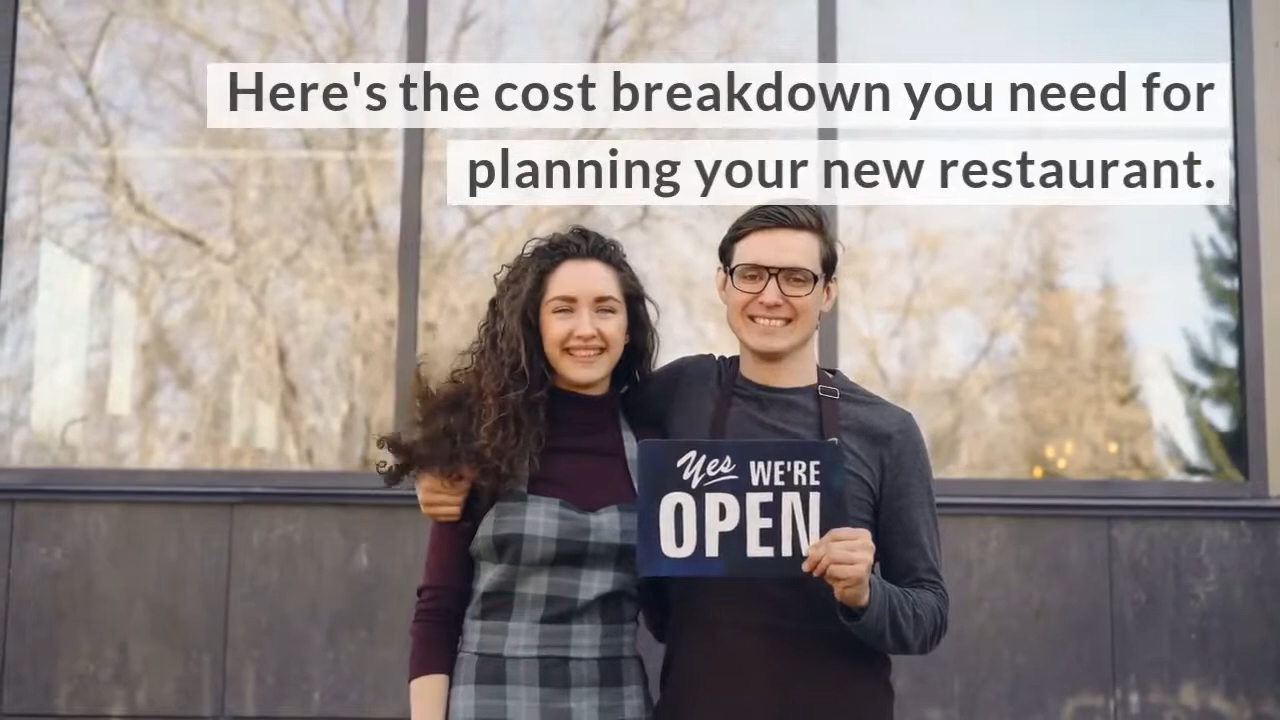 Here's the cost breakdown you need for
planning your new restaurant.
Yes WE'RE
OPEN